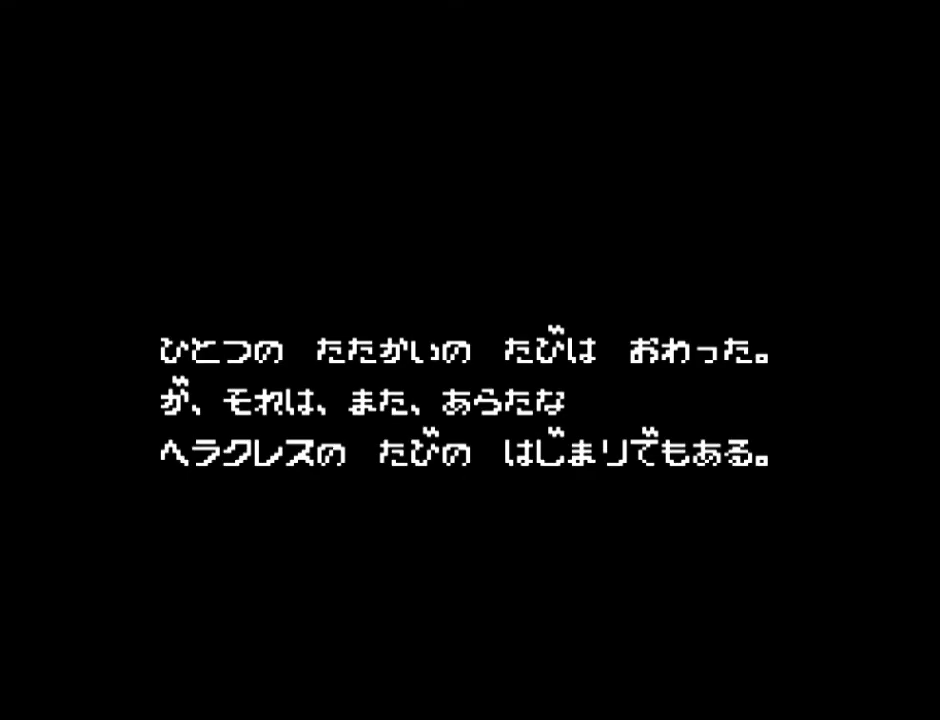 ひとつの　たたかいの　たびは　おわった。
が、それは、また、あらたな
ヘラクレスの　たびの　はじまりでもある。